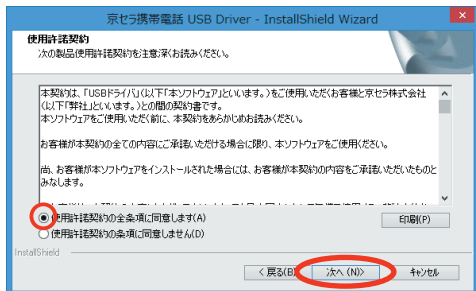 京セラ携帯電話 USB Driver - InstallShield Wizard
使用許諾契約
次の製品使用許諾契約を注意深くお読みください。
本契約は、「USBドライバ」(以下「本ソフトウェア」といいます。)をご使用いただくお客様と京セラ株式会社
(以下「弊社」といいます。)との間の契約書です。
本ソフトウェアをご使用いただく前に、本契約をあらかじめお読みください。
お客様が本契約の全ての内容にご承諾いただける場合に限り、本ソフトウェアをご使用ください。
尚、お客様が本ソフトウェアをインストールされた場合には、お客様が本契約の内容をご承諾いただいたものと
みなします。
使用許諾契約の全条項に同意します(A)
印刷(P)
使用許諾契約の条項に同意しません(D)
InstallShield
< 戻る(B)
次へ (N)>
キャンセル